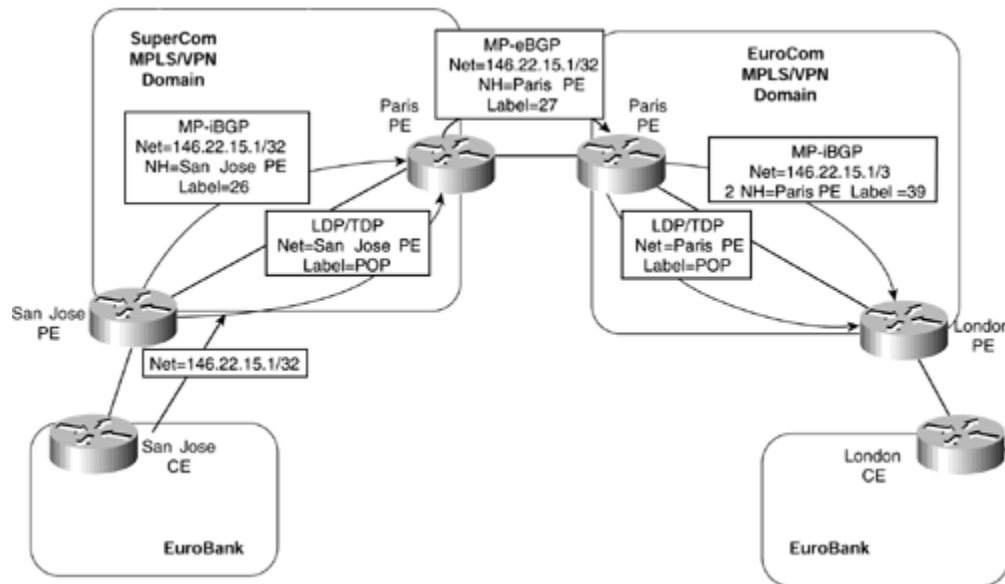 SuperCom
MPLS/VPN
Domain
MP-eBGP
Net=146.22.15.1/32
NH=Paris PE
Label=27
EuroCom
MPLS/VPN
Domain
Paris
PE
Paris
PE
MP-iBGP
Net=146.22.15.1/32
NH=San Jose PE
Label=26
MP-iBGP
Net=146.22.15.1/3
2 NH=Paris PE Label =39
LDP/TDP
Net=San Jose PE
Label=POP
LDP/TDP
Net=Paris PE
Label=POP
San Jose
PE
London
PE
Net=146.22.15.1/32
San Jose
CE
London
CE
EuroBank
EuroBank